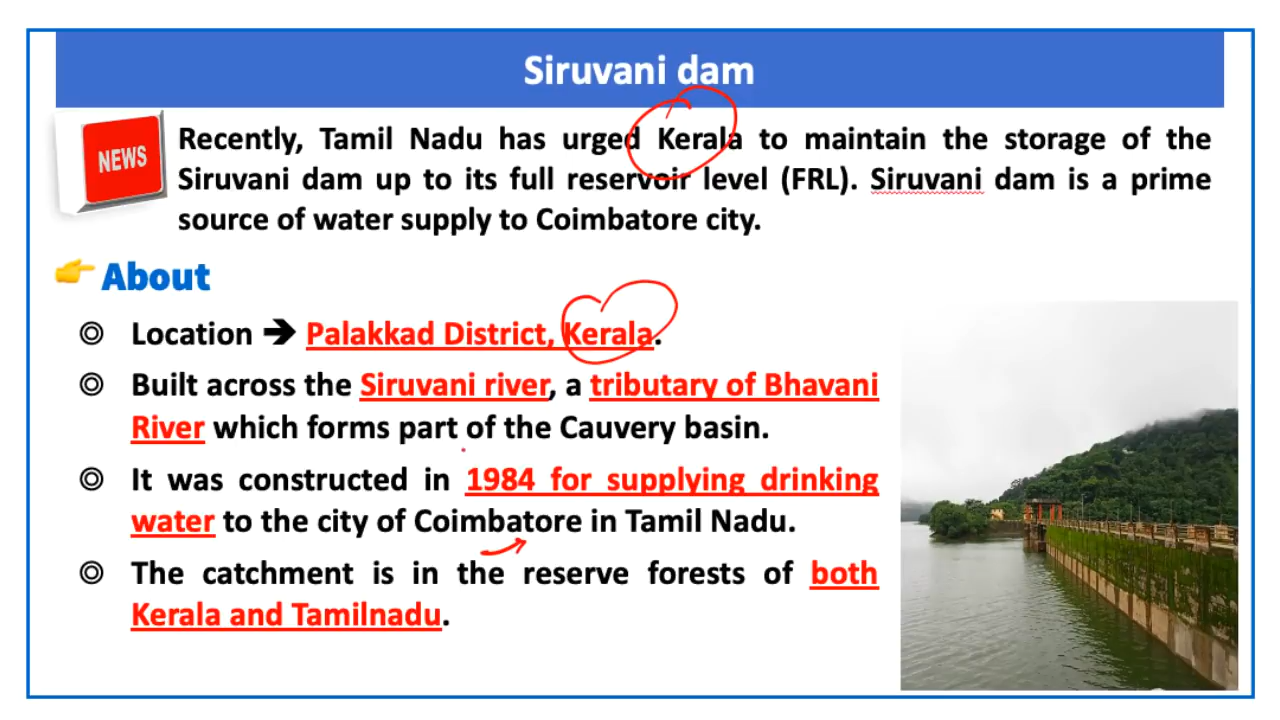 Siruvani dam
NEWS
Recently, Tamil Nadu has urged Kerala to maintain the storage of the
Siruvani dam up to its full reservoir level (FRL). Siruvani dam is a prime
source of water supply to Coimbatore city.
About
Location ➔ Palakkad District, Kerala.
Built across the Siruvani river, a tributary of Bhavani
River which forms part of the Cauvery basin.
It was constructed in 1984 for supplying drinking
water to the city of Coimbatore in Tamil Nadu.
The catchment is in the reserve forests of both
Kerala and Tamilnadu.